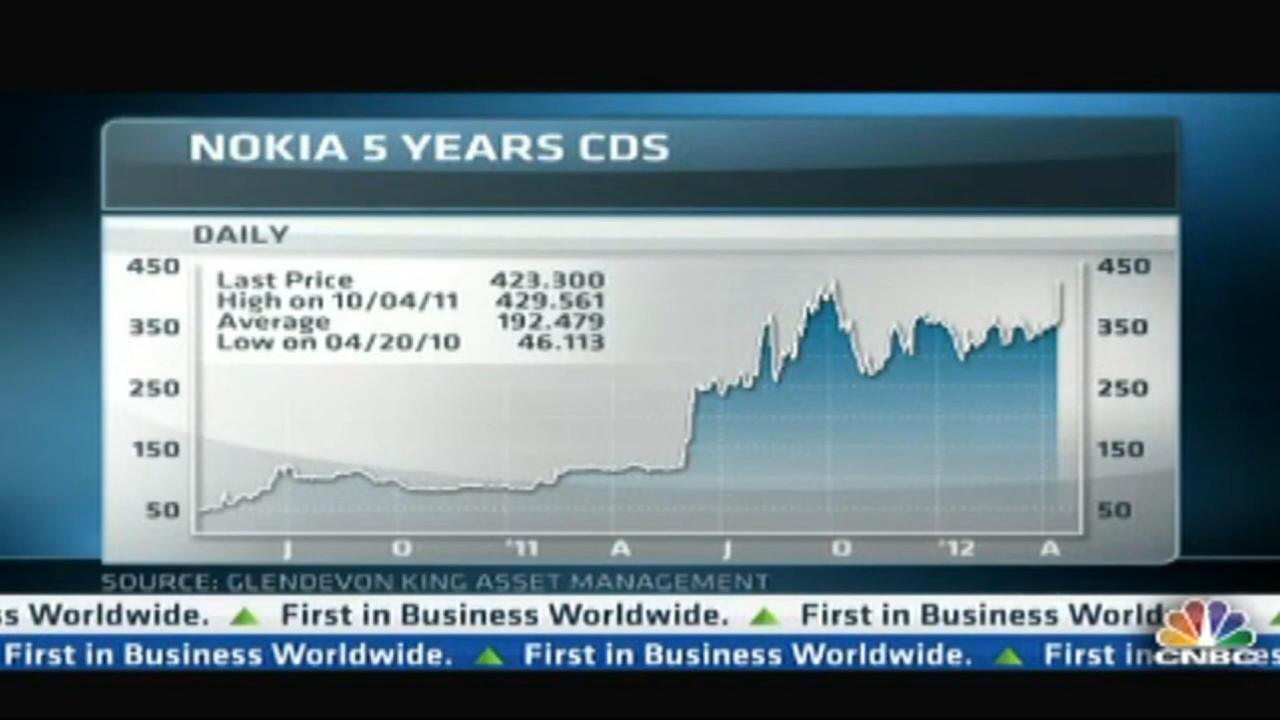 NOKIA 5 YEARS CDS
DAILY
450 450
Last Price 423.300
High on 10/04/11 429.561
350 Average 192.479 350
Low on 04/20/10 46.113
250 250
150 150
50 50
J O '11 A J O '12 A
SOURCE: GLENDEVON KING ASSET MANAGEMENT
ss Worldwide. First in Business Worldwide. First in Business World
First in Business Worldwide. First in Business Worldwide. First in
CNBC